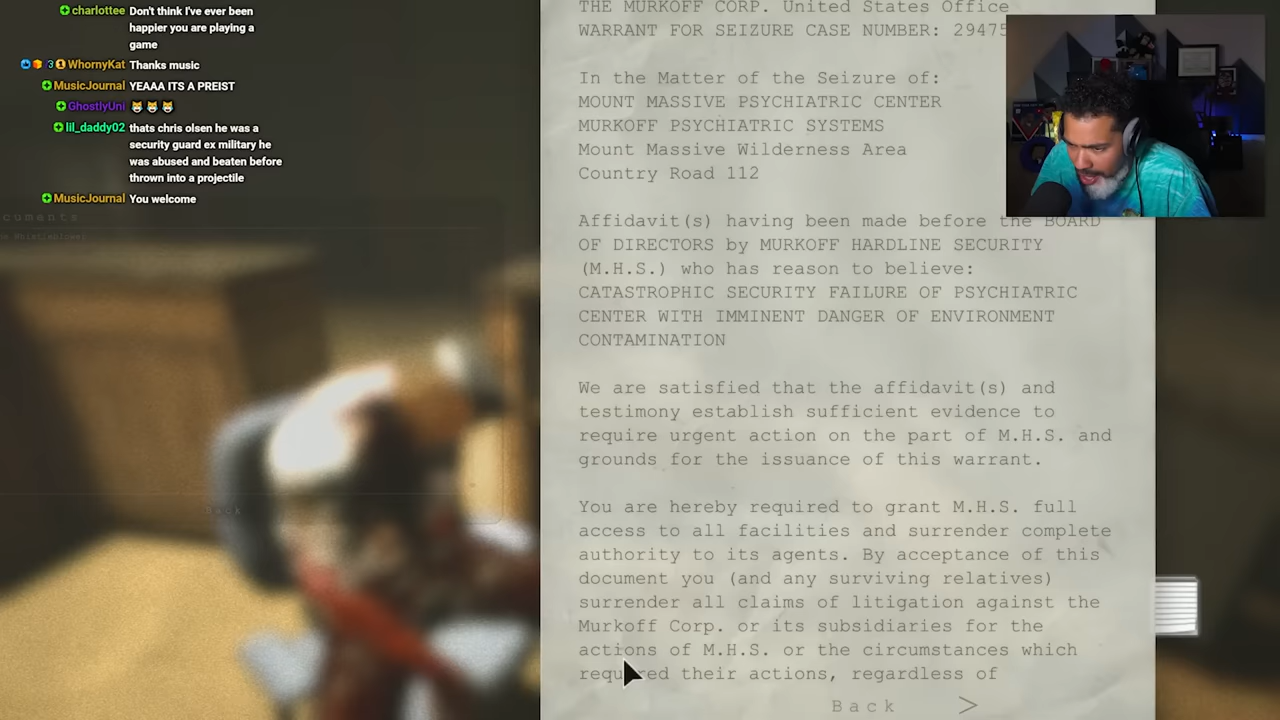 charlottee Don't think I've ever been
happier you are playing a
game
3 WhornyKat Thanks music
MusicJournal YEAAA ITS A PREIST
GhostlyUni
lil_daddy02 thats chris olsen he was a
security guard ex military he
was abused and beaten before
thrown into a projectile
MusicJournal You welcome
cuments
Back
THE MURKOFF CORP. United States Office
WARRANT FOR SEIZURE CASE NUMBER: 29475
In the Matter of the Seizure of:
MOUNT MASSIVE PSYCHIATRIC CENTER
MURKOFF PSYCHIATRIC SYSTEMS
Mount Massive Wilderness Area
Country Road 112
Affidavit(s) having been made before the BOARD
OF DIRECTORS by MURKOFF HARDLINE SECURITY
(M.H.S.) who has reason to believe:
CATASTROPHIC SECURITY FAILURE OF PSYCHIATRIC
CENTER WITH IMMINENT DANGER OF ENVIRONMENT
CONTAMINATION
We are satisfied that the affidavit(s) and
testimony establish sufficient evidence to
require urgent action on the part of M.H.S. and
grounds for the issuance of this warrant.
You are hereby required to grant M.H.S. full
access to all facilities and surrender complete
authority to its agents. By acceptance of this
document you (and any surviving relatives)
surrender all claims of litigation against the
Murkoff Corp. or its subsidiaries for the
actions of M.H.S. or the circumstances which
required their actions, regardless of
Back >